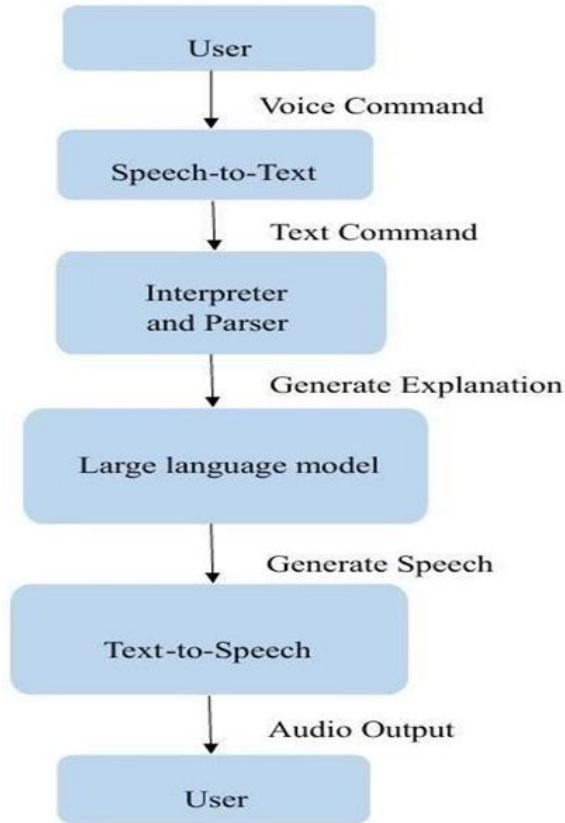 User
Voice Command
Speech-to-Text
Text Command
Interpreter
and Parser
Generate Explanation
Large language model
Generate Speech
Text-to-Speech
Audio Output
User